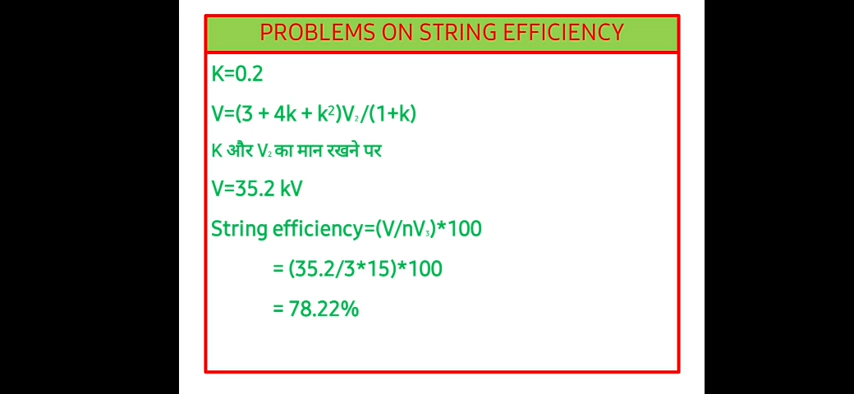 PROBLEMS ON STRING EFFICIENCY
K=0.2
V=(3 + 4k + k²)V₂/(1+k)
K और V₂ का मान रखने पर
V=35.2 kV
String efficiency=(V/nV₃)*100
= (35.2/3*15)*100
= 78.22%